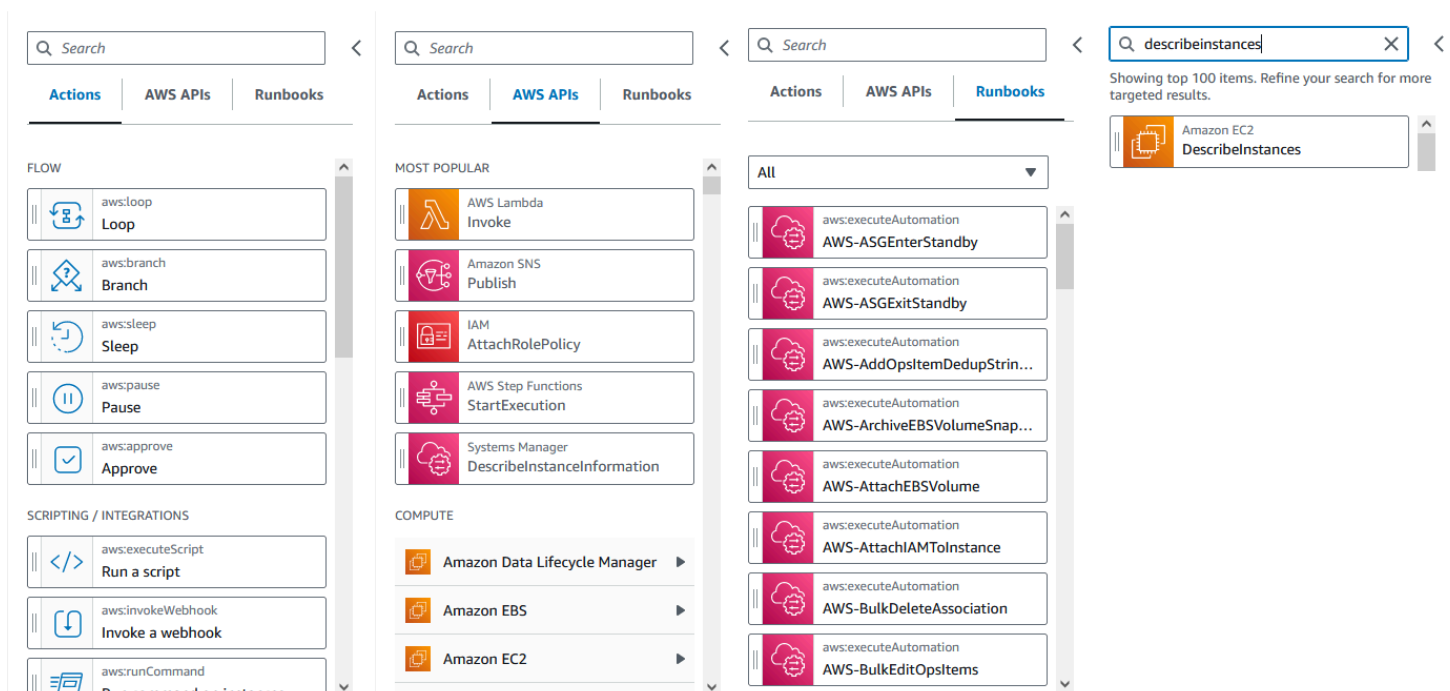 Search
Actions
AWS APIs
Runbooks
FLOW
aws:loop
Loop
aws:branch
Branch
aws:sleep
Sleep
aws:pause
Pause
aws:approve
Approve
SCRIPTING / INTEGRATIONS
aws:executeScript
Run a script
aws:invokeWebhook
Invoke a webhook
aws:runCommand
Search
Actions
AWS APIs
Runbooks
MOST POPULAR
AWS Lambda
Invoke
Amazon SNS
Publish
IAM
AttachRolePolicy
AWS Step Functions
StartExecution
Systems Manager
DescribeInstanceInformation
COMPUTE
Amazon Data Lifecycle Manager
Amazon EBS
Amazon EC2
Search
Actions
AWS APIs
Runbooks
All
aws:executeAutomation
AWS-ASGEnterStandby
aws:executeAutomation
AWS-ASGExitStandby
aws:executeAutomation
AWS-AddOpsItemDedupStrin...
aws:executeAutomation
AWS-ArchiveEBSVolumeSnap...
aws:executeAutomation
AWS-AttachEBSVolume
aws:executeAutomation
AWS-AttachIAMToInstance
aws:executeAutomation
AWS-BulkDeleteAssociation
aws:executeAutomation
AWS-BulkEditOpsItems
describeinstances
Showing top 100 items. Refine your search for more
targeted results.
Amazon EC2
DescribeInstances